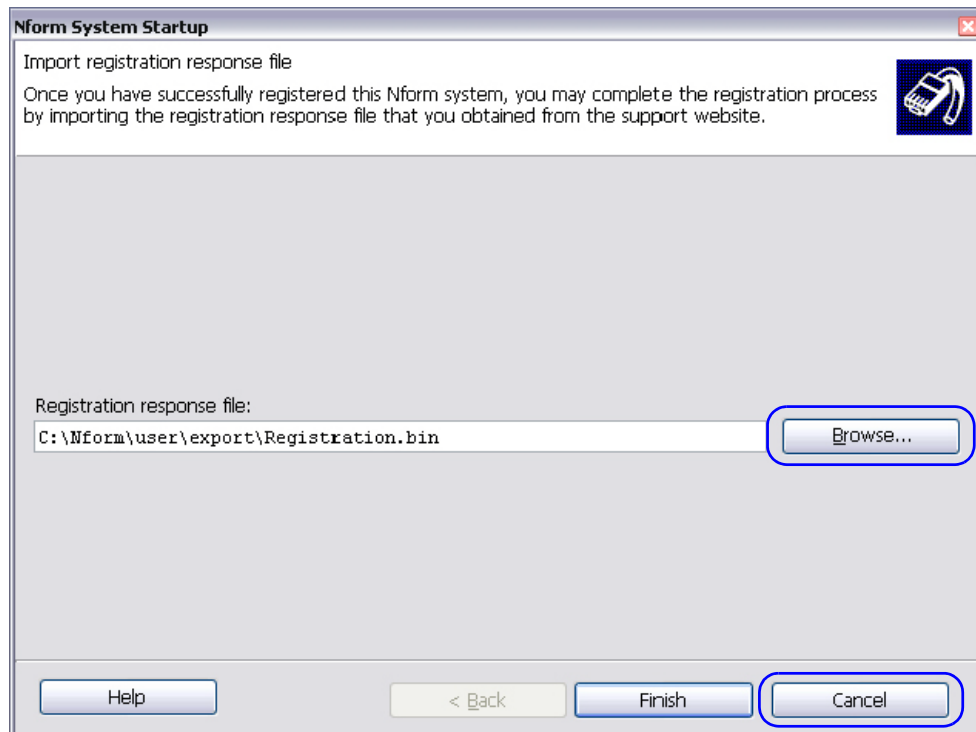 Nform System Startup
Import registration response file
Once you have successfully registered this Nform system, you may complete the registration process
by importing the registration response file that you obtained from the support website.
Registration response file:
C:\Nform\user\export\Registration.bin
Browse...
Help
< Back
Finish
Cancel